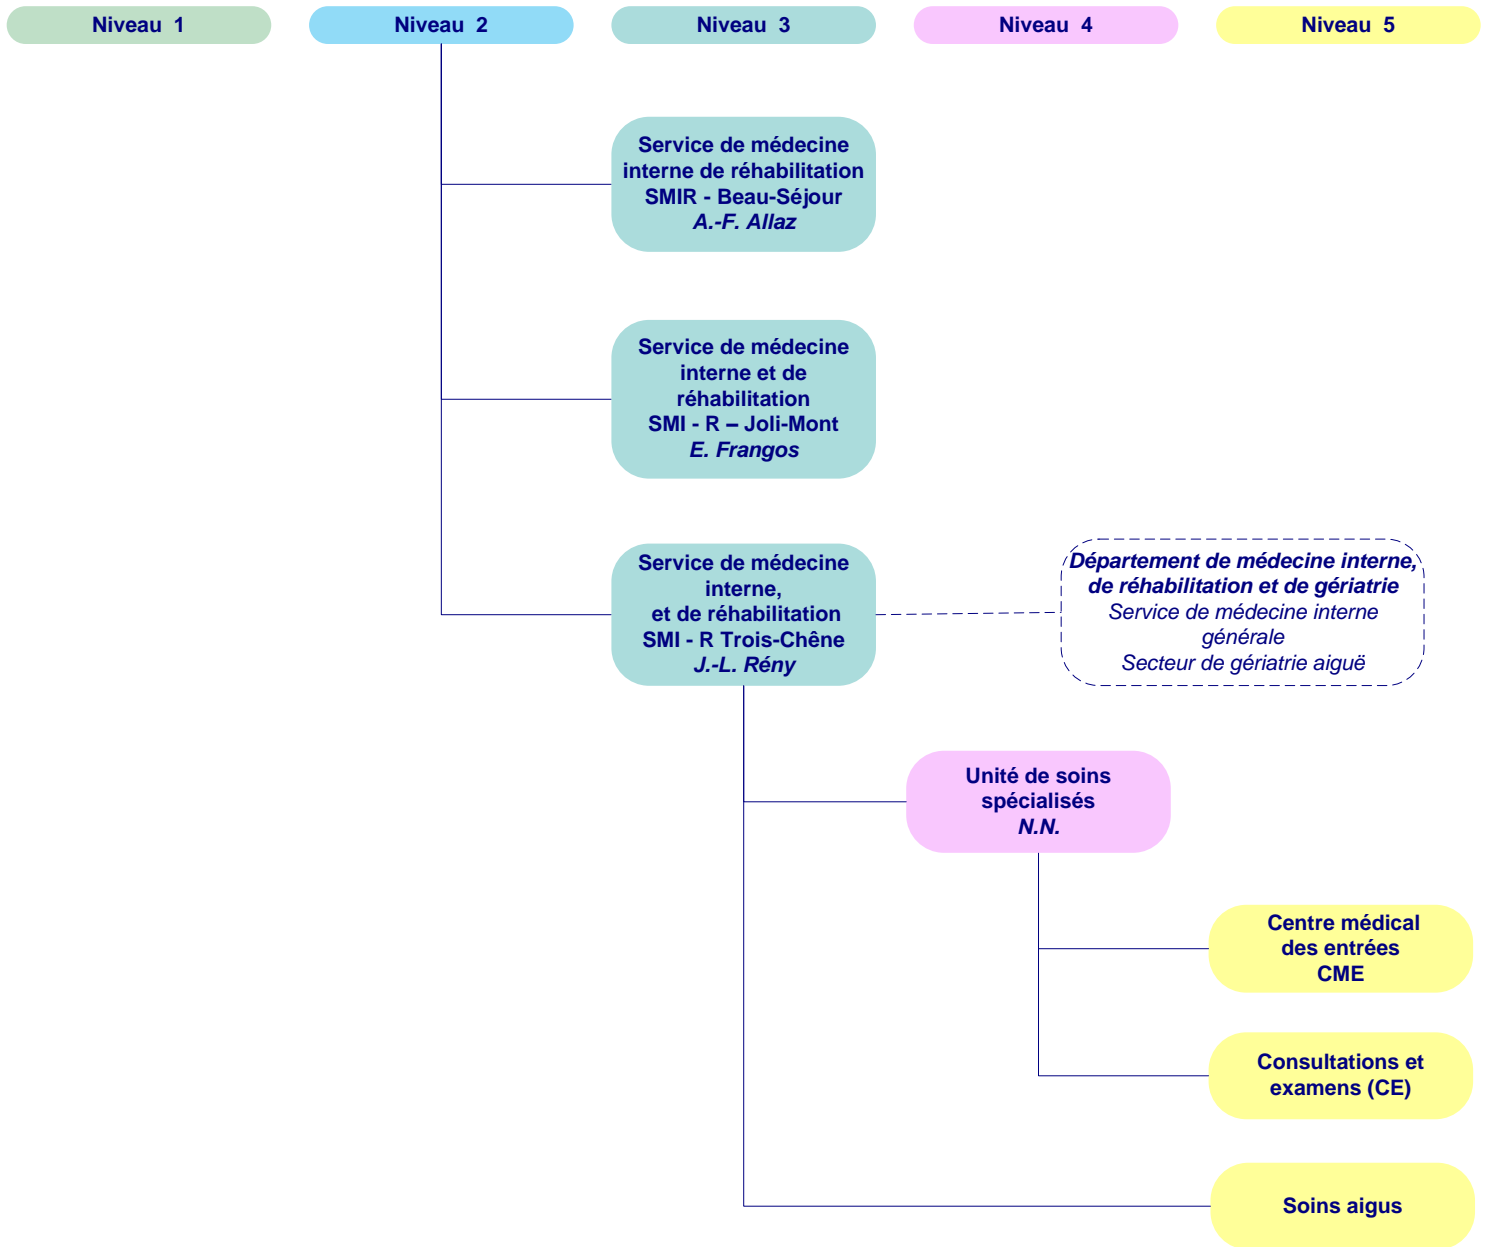 Niveau 1
Niveau 2
Niveau 3
Niveau 4
Niveau 5
Service de médecine
interne de réhabilitation
SMIR - Beau-Séjour
A.-F. Allaz
Service de médecine
interne et de
réhabilitation
SMI - R – Joli-Mont
E. Frangos
Service de médecine
interne,
et de réhabilitation
SMI - R Trois-Chêne
J.-L. Rény
Département de médecine interne,
de réhabilitation et de gériatrie
Service de médecine interne
générale
Secteur de gériatrie aiguë
Unité de soins
spécialisés
N.N.
Centre médical
des entrées
CME
Consultations et
examens (CE)
Soins aigus